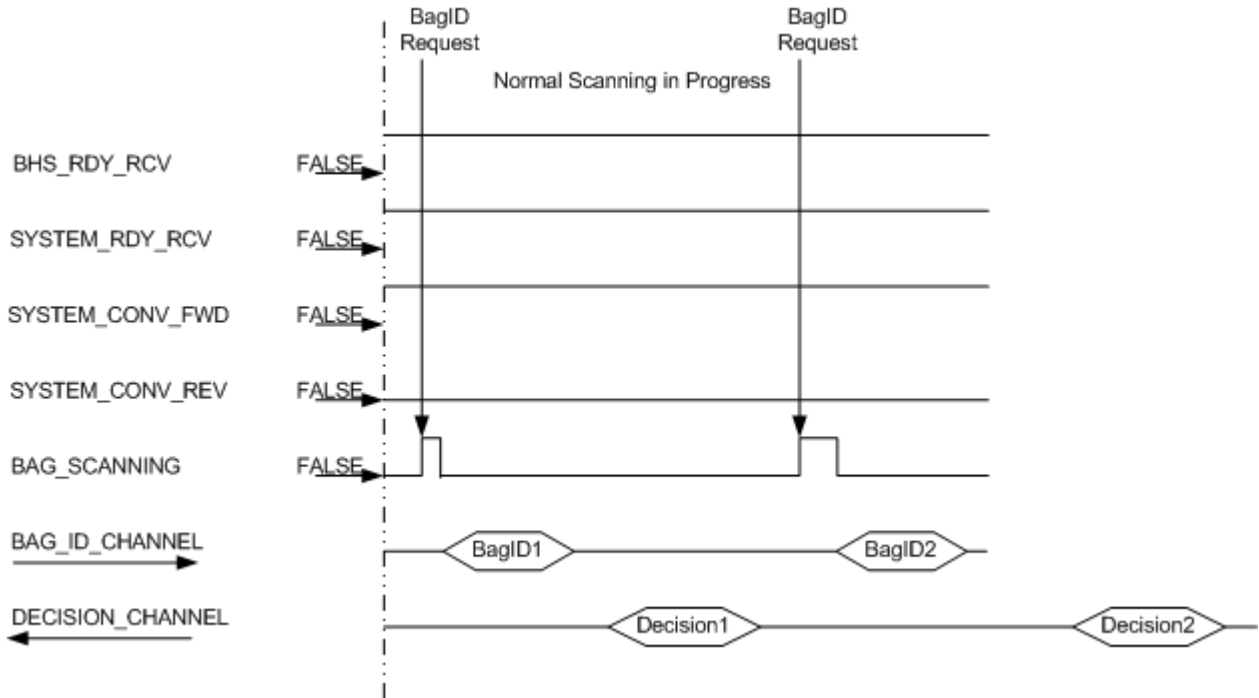 BagID
Request
BagID
Request
Normal Scanning in Progress
BHS_RDY_RCV FALSE
SYSTEM_RDY_RCV FALSE
SYSTEM_CONV_FWD FALSE
SYSTEM_CONV_REV FALSE
BAG_SCANNING FALSE
BAG_ID_CHANNEL BagID1 BagID2
DECISION_CHANNEL Decision1 Decision2